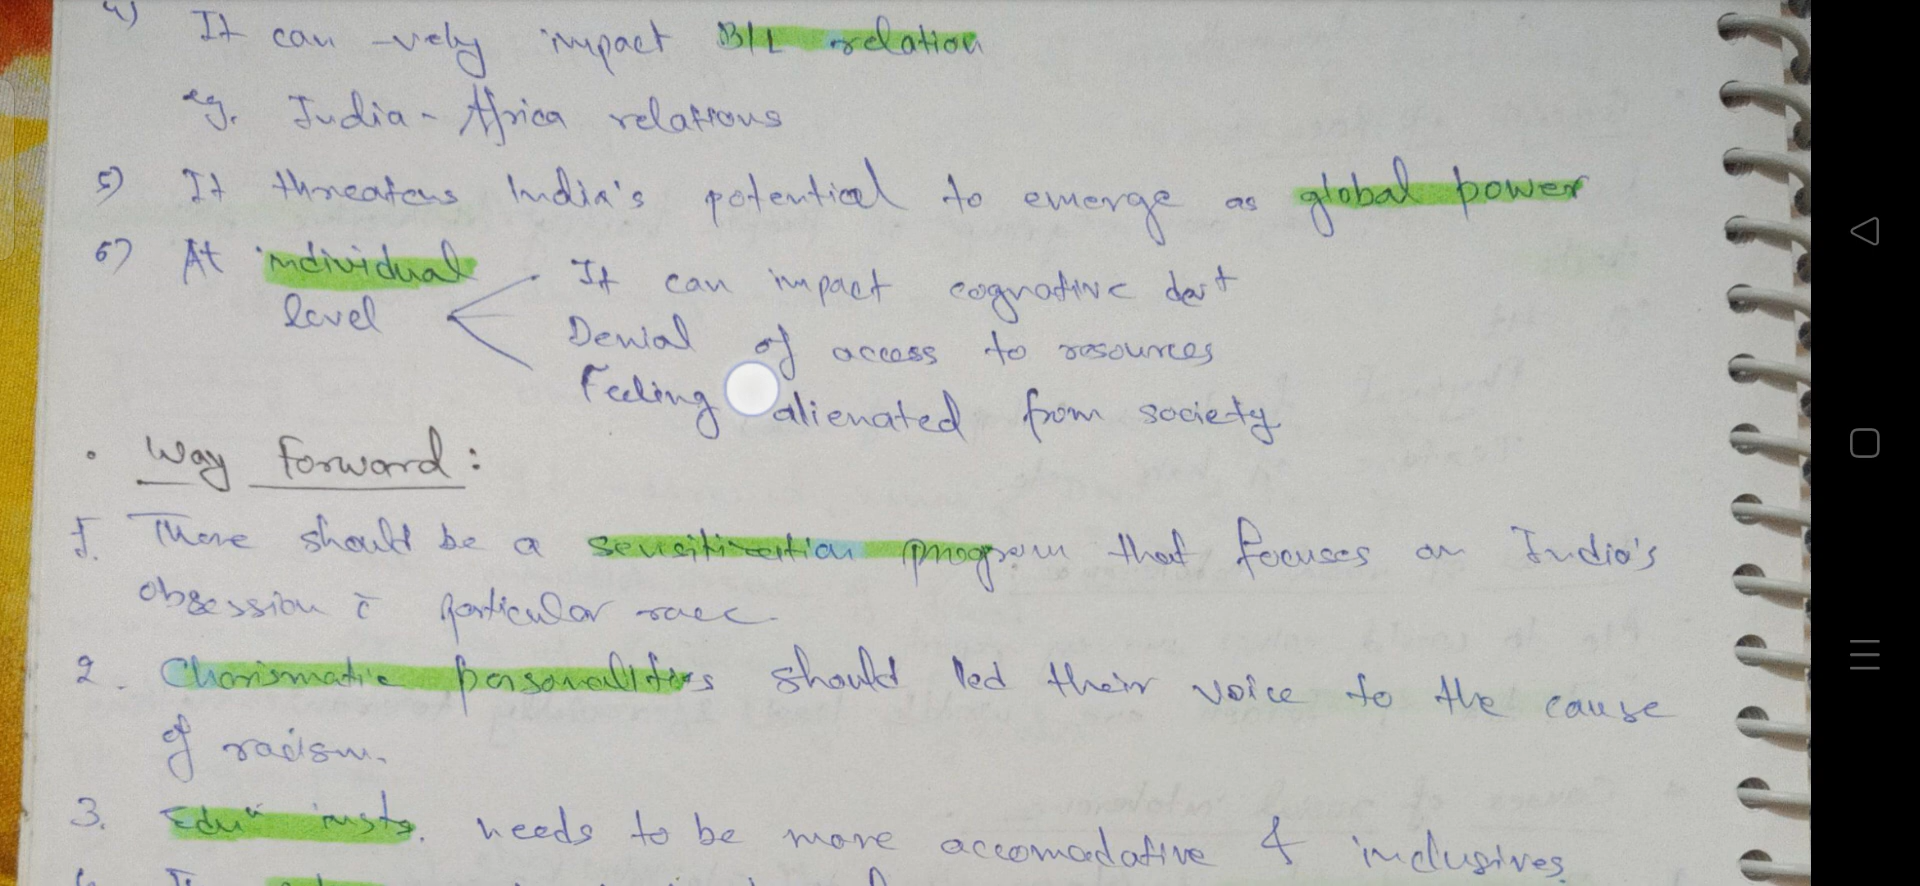 4) It can -vely impact B/L relation
eg. India - Africa relations
5) It threatens India's potential to emerge as global power
6) At individual level
It can impact cognative devt
Denial of access to resources
Feeling alienated from society
• Way Forward :
1. There should be a sensitization program that focuses on India's
obsession c̄ particular race
2. Charismatic personalities should led their voice to the cause
of racism.
3. Eduⁿ insts. needs to be more accomadative & inclusives